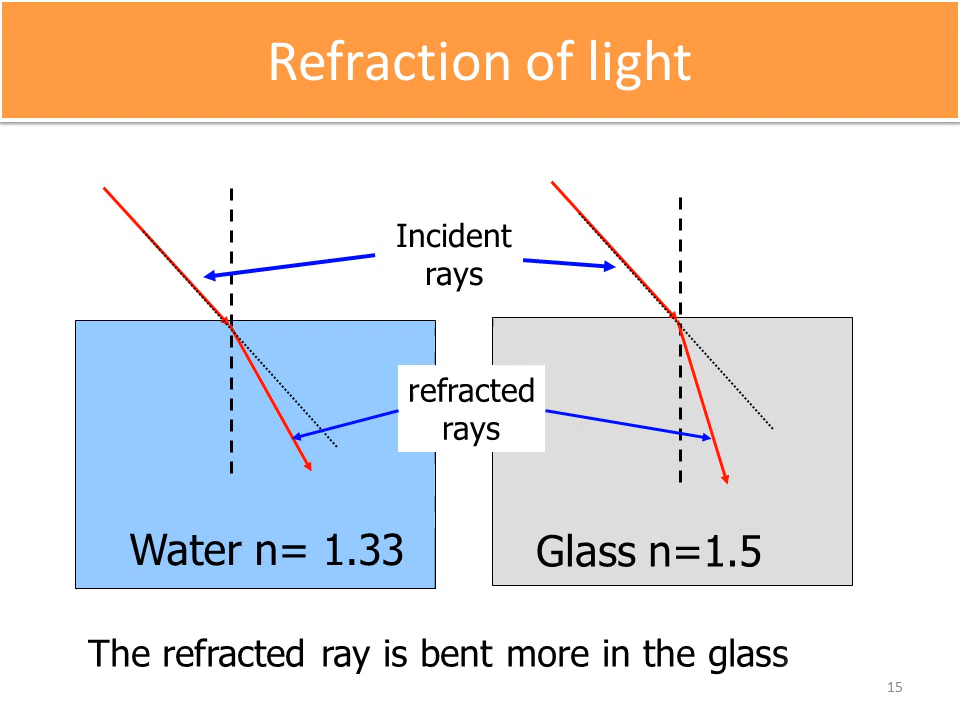 Refraction of light
Incident
rays
refracted
rays
Water n= 1.33
Glass n=1.5
The refracted ray is bent more in the glass
15